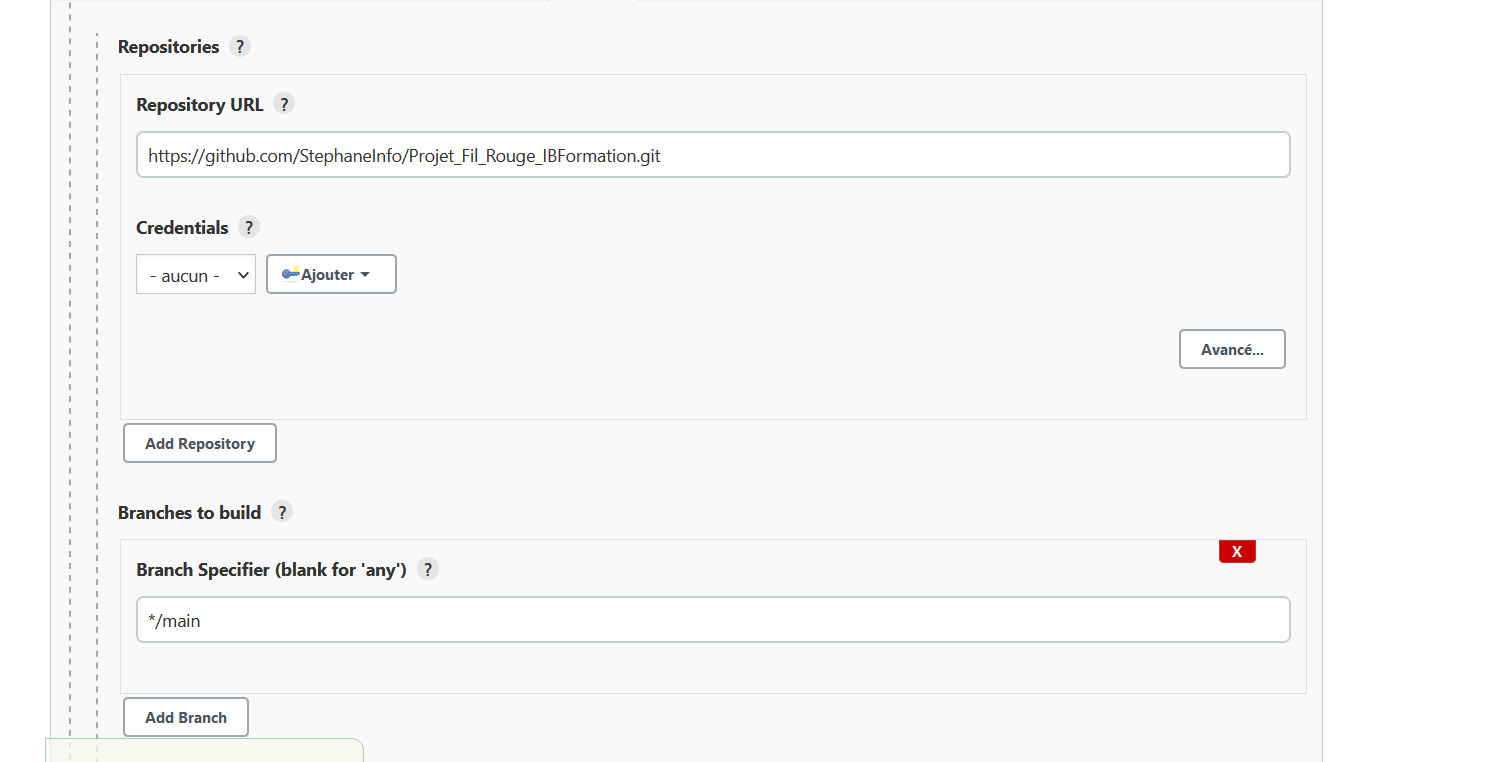 Repositories ?
Repository URL ?
https://github.com/StephaneInfo/Projet_Fil_Rouge_IBFormation.git
Credentials ?
- aucun - Ajouter
Avancé...
Add Repository
Branches to build ?
X
Branch Specifier (blank for 'any') ?
*/main
Add Branch